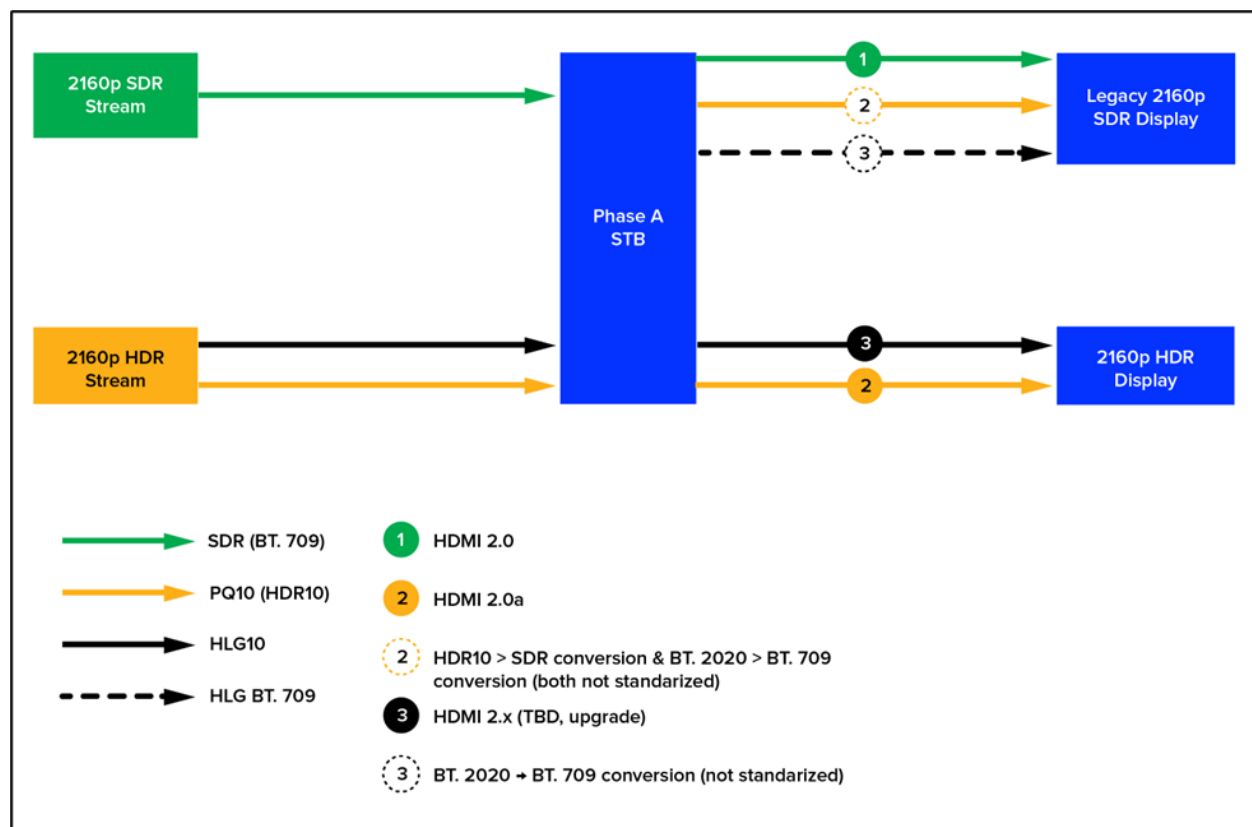 2160p SDR
Stream
1
2
3
Legacy 2160p
SDR Display
Phase A
STB
2160p HDR
Stream
3
2
2160p HDR
Display
SDR (BT. 709)
1 HDMI 2.0
PQ10 (HDR10)
2 HDMI 2.0a
HLG10
2 HDR10 > SDR conversion & BT. 2020 > BT. 709
conversion (both not standarized)
HLG BT. 709
3 HDMI 2.x (TBD, upgrade)
3 BT. 2020 → BT. 709 conversion (not standarized)